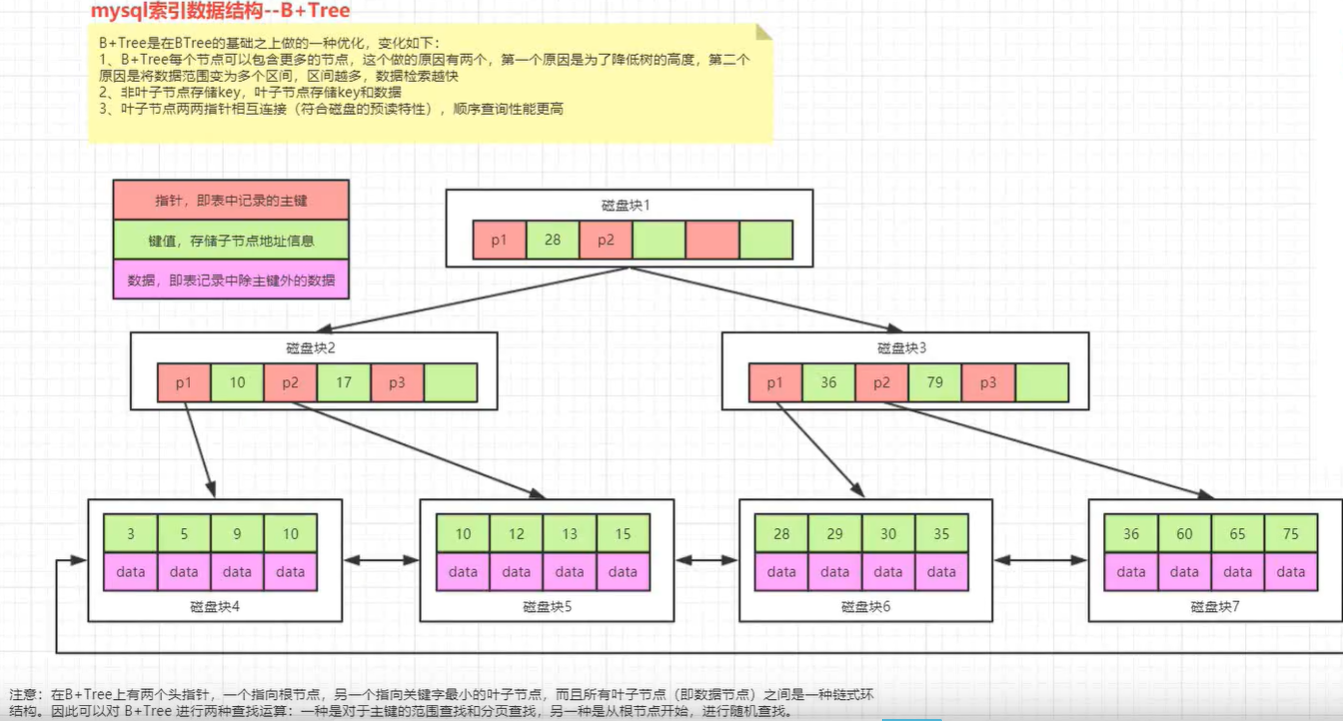 mysql索引数据结构--B+Tree
B+Tree是在BTree的基础之上做的一种优化，变化如下：
1、B+Tree每个节点可以包含更多的节点，这个做的原因有两个，第一个原因是为了降低树的高度，第二个
原因是将数据范围变为多个区间，区间越多，数据检索越快
2、非叶子节点存储key，叶子节点存储key和数据
3、叶子节点两两指针相互连接（符合磁盘的预读特性），顺序查询性能更高
指针，即表中记录的主键
键值，存储子节点地址信息
数据，即表记录中除主键外的数据
磁盘块1
p1 28 p2
磁盘块2
p1 10 p2 17 p3
磁盘块3
p1 36 p2 79 p3
3 5 9 10
data data data data
磁盘块4
10 12 13 15
data data data data
磁盘块5
28 29 30 35
data data data data
磁盘块6
36 60 65 75
data data data data
磁盘块7
注意：在B+Tree上有两个头指针，一个指向根节点，另一个指向关键字最小的叶子节点，而且所有叶子节点（即数据节点）之间是一种链式环
结构。因此可以对 B+Tree 进行两种查找运算：一种是对于主键的范围查找和分页查找，另一种是从根节点开始，进行随机查找。